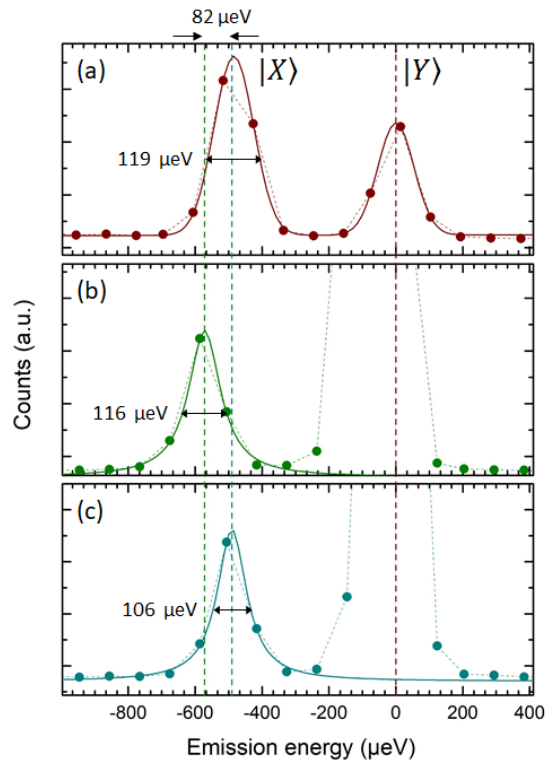 82 µeV
(a) |X⟩ |Y⟩
119 µeV
(b)
116 µeV
(c)
106 µeV
Counts (a.u.)
-800 -600 -400 -200 0 200 400
Emission energy (µeV)